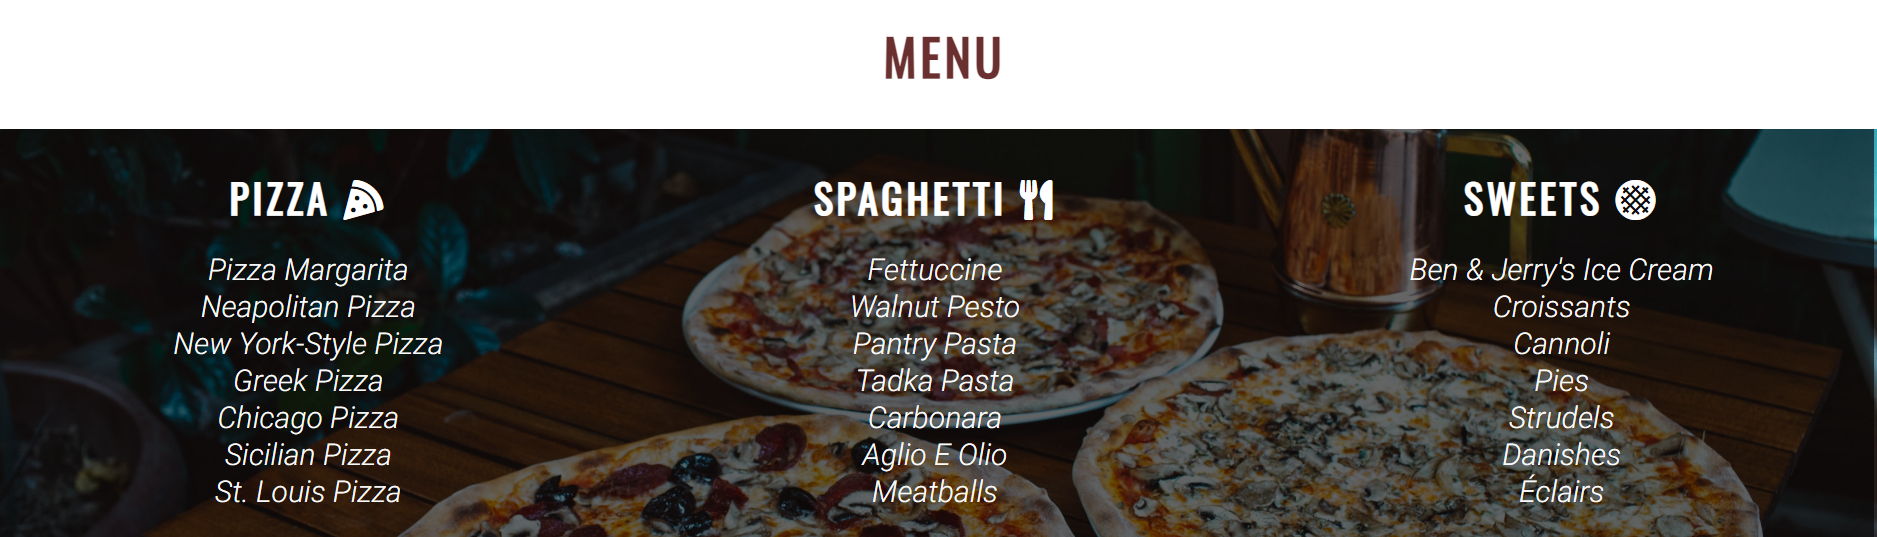 MENU
PIZZA
Pizza Margarita
Neapolitan Pizza
New York-Style Pizza
Greek Pizza
Chicago Pizza
Sicilian Pizza
St. Louis Pizza
SPAGHETTI
Fettuccine
Walnut Pesto
Pantry Pasta
Tadka Pasta
Carbonara
Aglio E Olio
Meatballs
SWEETS
Ben & Jerry's Ice Cream
Croissants
Cannoli
Pies
Strudels
Danishes
Éclairs